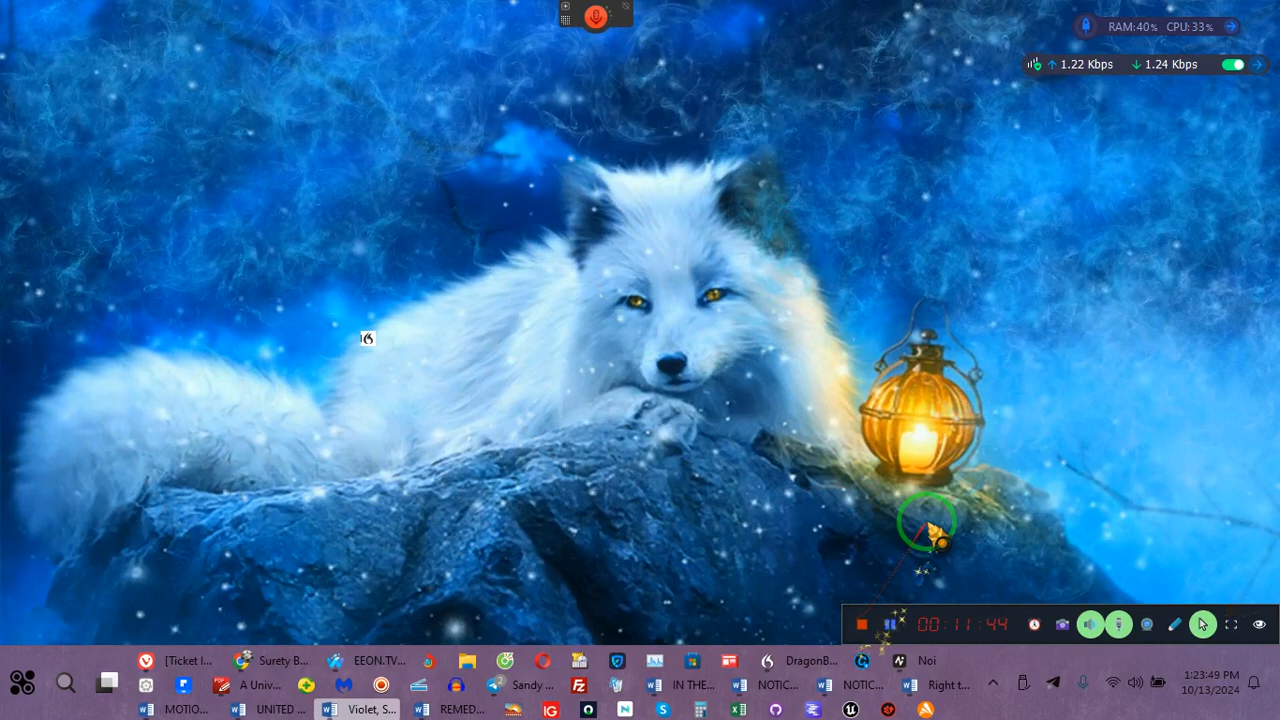 RAM:40% CPU:33%
1.22 Kbps 1.24 Kbps
00:11:44
[Ticket I... Surety B... EEON.TV... DragonB... Noi
A Univ... 2 Sandy ... IN THE... NOTIC... NOTIC... Right t...
MOTIO... UNITED ... Violet, S... REMED...
1:23:49 PM
10/13/2024